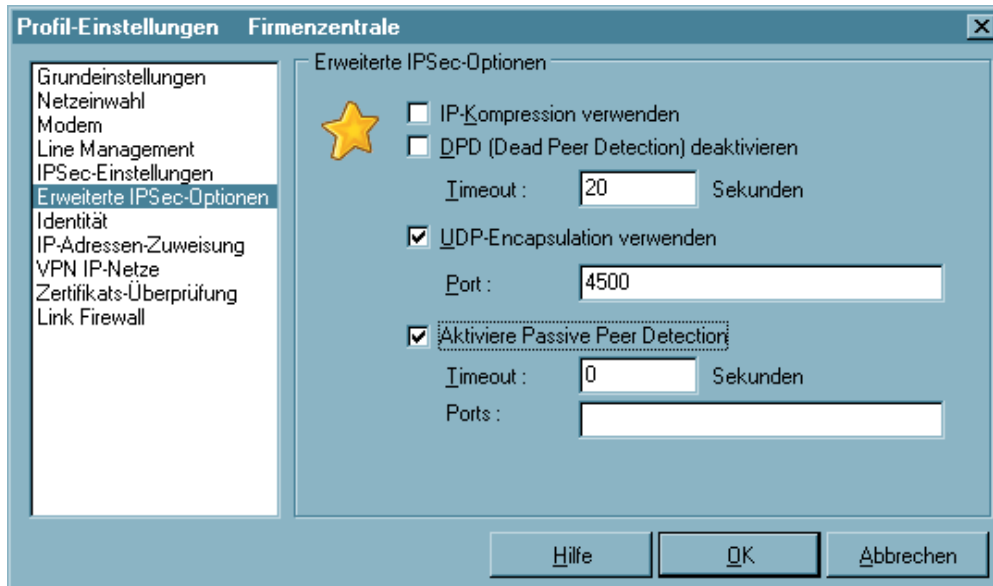 Profil-Einstellungen Firmenzentrale
Grundeinstellungen
Netzeinwahl
Modem
Line Management
IPSec-Einstellungen
Erweiterte IPSec-Optionen
Identität
IP-Adressen-Zuweisung
VPN IP-Netze
Zertifikats-Überprüfung
Link Firewall
Erweiterte IPSec-Optionen
IP-Kompression verwenden
DPD (Dead Peer Detection) deaktivieren
Timeout : 20 Sekunden
UDP-Encapsulation verwenden
Port : 4500
Aktiviere Passive Peer Detection
Timeout : 0 Sekunden
Ports :
Hilfe OK Abbrechen